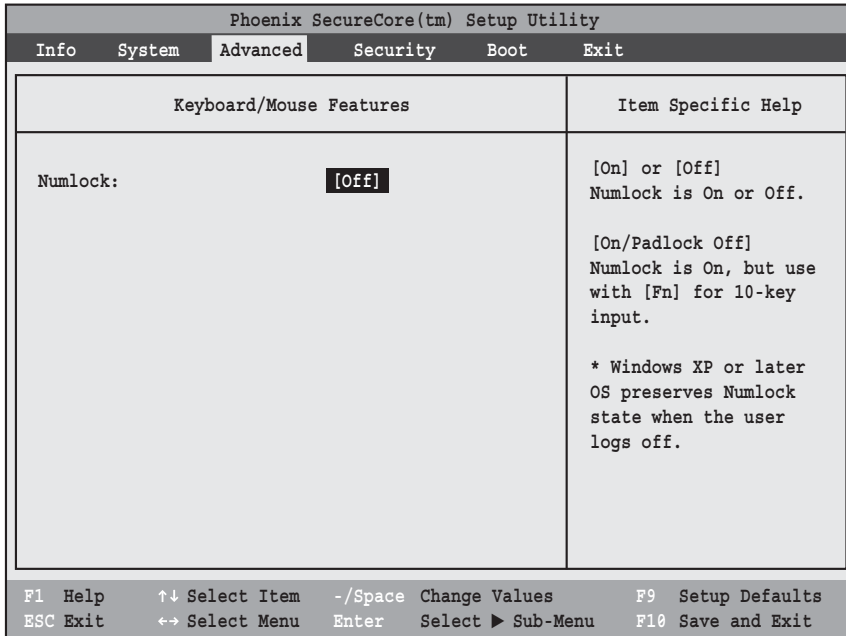 Phoenix SecureCore(tm) Setup Utility
Info System Advanced Security Boot Exit
Keyboard/Mouse Features
Item Specific Help
Numlock: [Off]
[On] or [Off]
Numlock is On or Off.
[On/Padlock Off]
Numlock is On, but use
with [Fn] for 10-key
input.
* Windows XP or later
OS preserves Numlock
state when the user
logs off.
F1 Help ↑↓ Select Item -/Space Change Values F9 Setup Defaults
ESC Exit ←→ Select Menu Enter Select ▶ Sub-Menu F10 Save and Exit